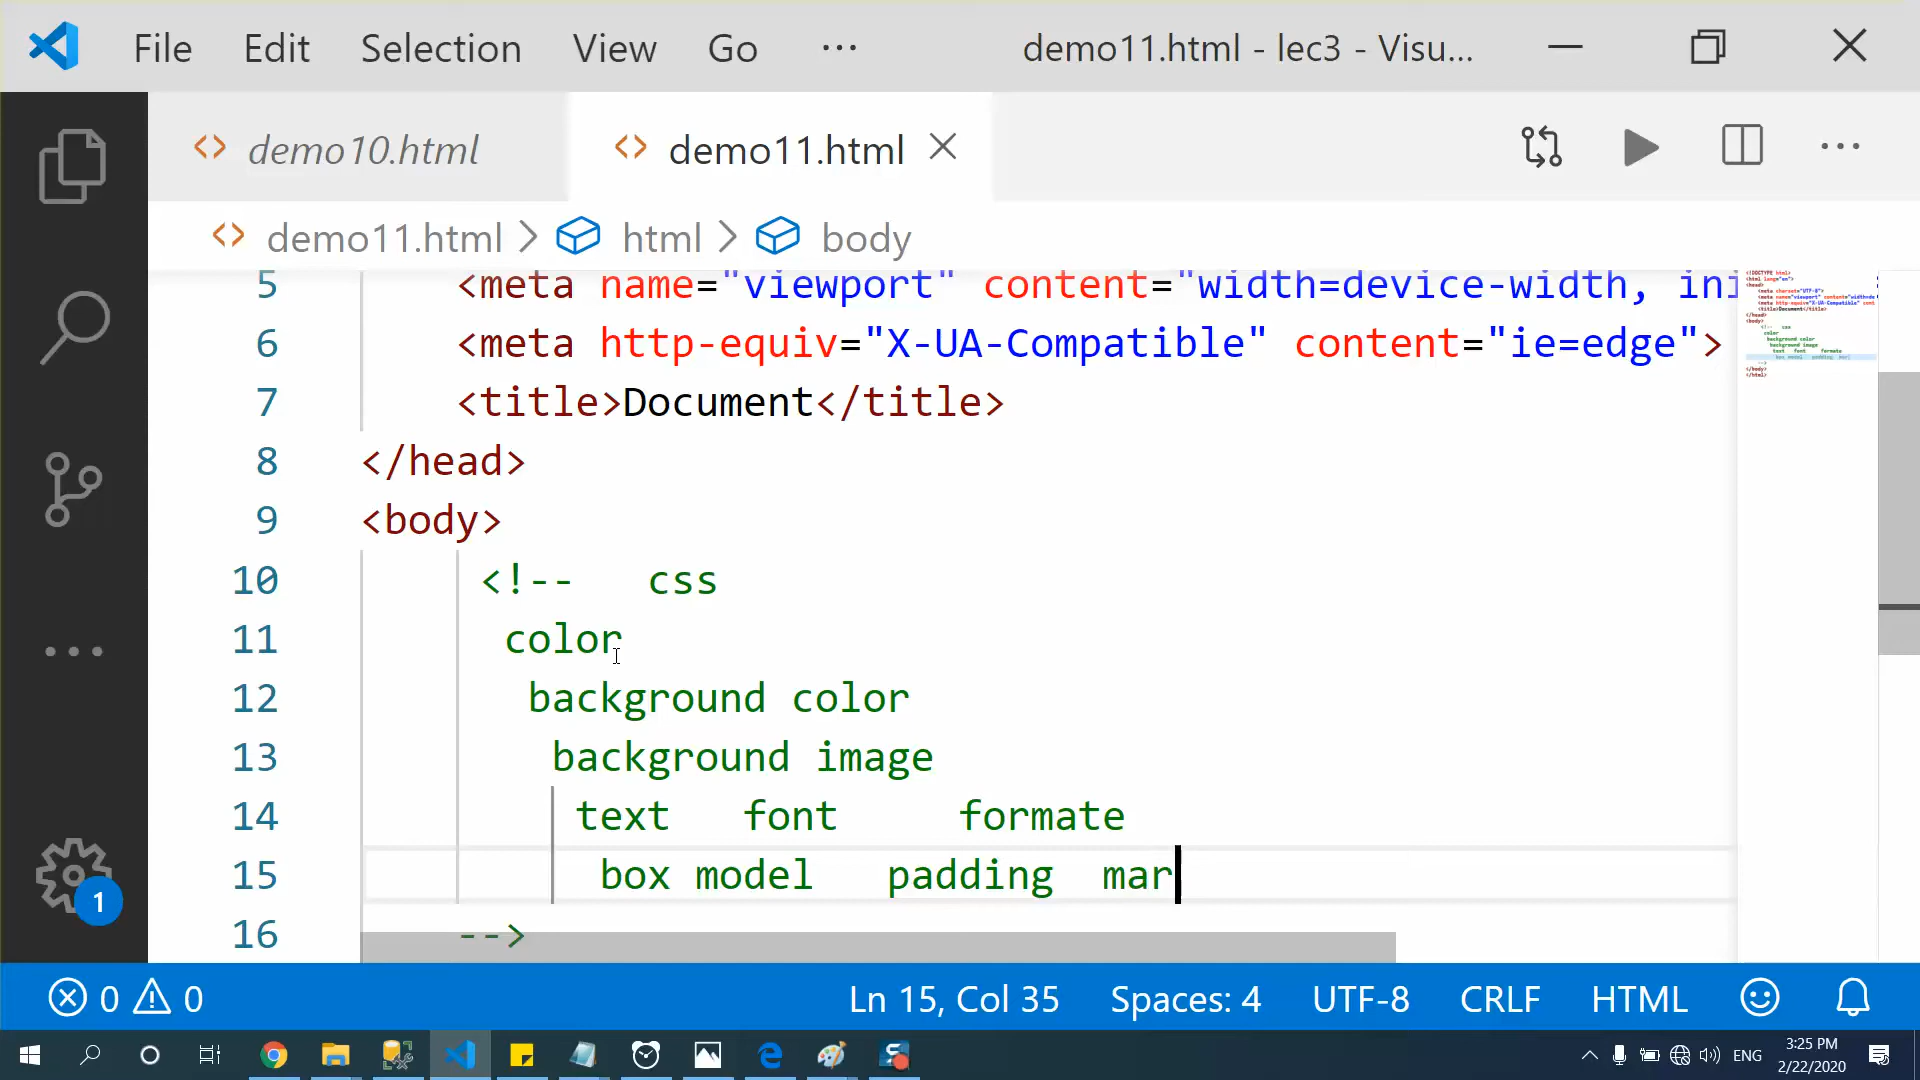 File Edit Selection View Go ··· demo11.html - lec3 - Visu...
demo10.html demo11.html
demo11.html > html > body
5 <meta name="viewport" content="width=device-width, ini
6 <meta http-equiv="X-UA-Compatible" content="ie=edge">
7 <title>Document</title>
8 </head>
9 <body>
10 <!-- css
11 color
12 background color
13 background image
14 text font formate
15 box model padding mar
16 -->
1
0 0 Ln 15, Col 35 Spaces: 4 UTF-8 CRLF HTML
ENG 3:25 PM
2/22/2020